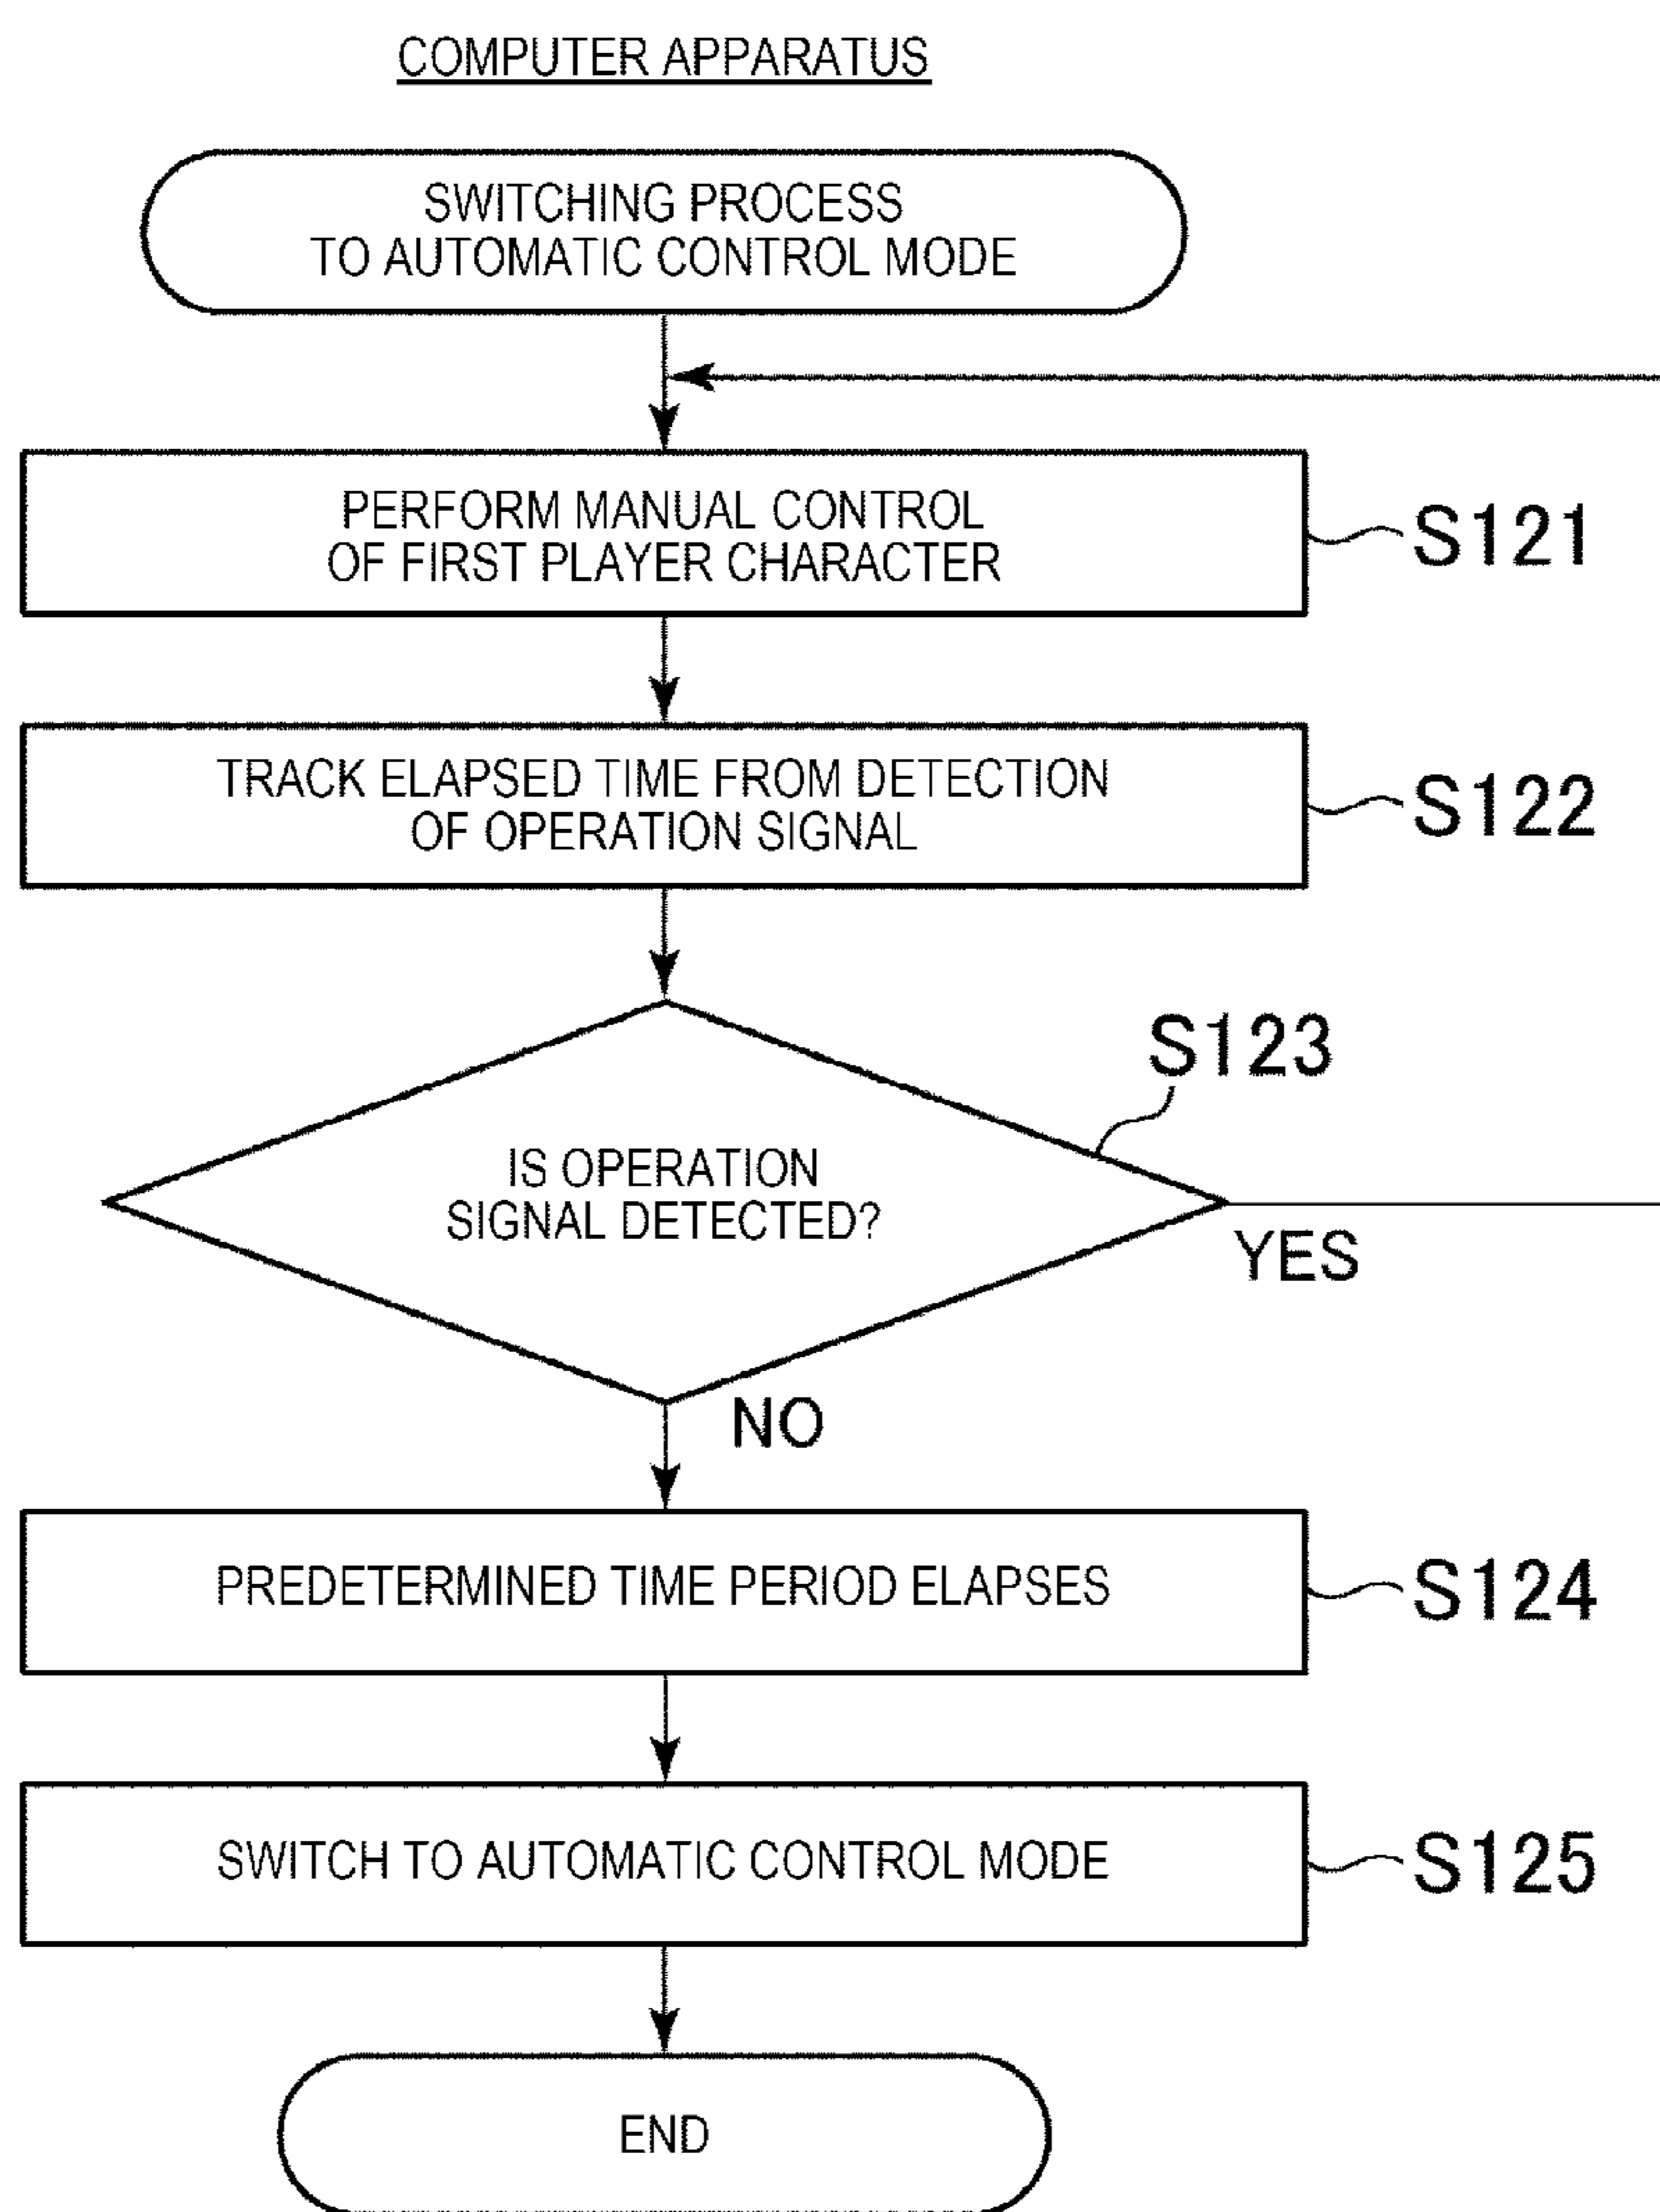 COMPUTER APPARATUS
SWITCHING PROCESS
TO AUTOMATIC CONTROL MODE
PERFORM MANUAL CONTROL
OF FIRST PLAYER CHARACTER
S121
TRACK ELAPSED TIME FROM DETECTION
OF OPERATION SIGNAL
S122
S123
IS OPERATION
SIGNAL DETECTED?
YES
NO
PREDETERMINED TIME PERIOD ELAPSES
S124
SWITCH TO AUTOMATIC CONTROL MODE
S125
END